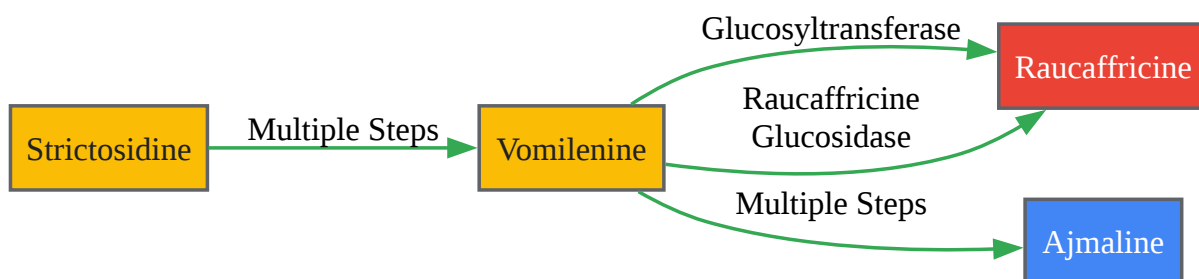 Strictosidine
Multiple Steps
Vomilenine
Glucosyltransferase
Raucaffricine
Glucosidase
Multiple Steps
Raucaffricine
Ajmaline